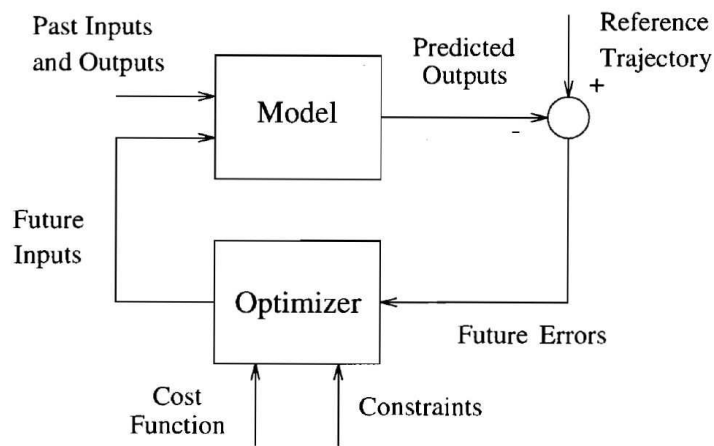 Past Inputs
and Outputs
Predicted
Outputs
Reference
Trajectory
+
-
Model
Future
Inputs
Optimizer
Future Errors
Cost
Function
Constraints